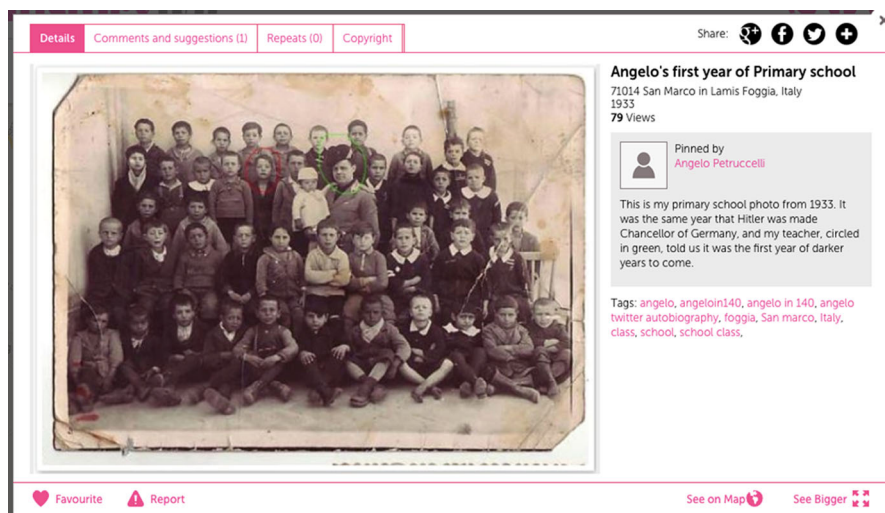 Details
Comments and suggestions (1)
Repeats (0)
Copyright
Share:
Angelo's first year of Primary school
71014 San Marco in Lamis Foggia, Italy
1933
79 Views
Pinned by
Angelo Petruccelli
This is my primary school photo from 1933. It
was the same year that Hitler was made
Chancellor of Germany, and my teacher, circled
in green, told us it was the first year of darker
years to come.
Tags: angelo, angeloin140, angelo in 140, angelo
twitter autobiography, foggia, San marco, Italy,
class, school, school class,
Favourite
Report
See on Map
See Bigger